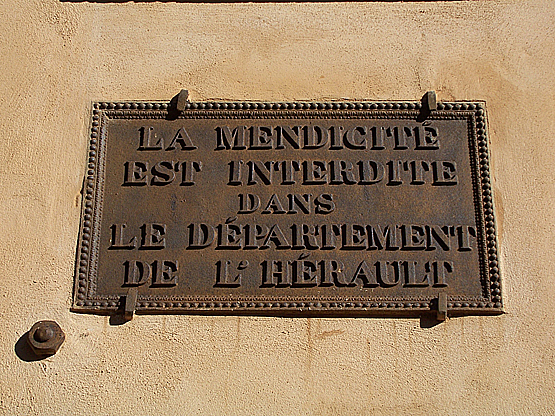 LA MENDICITÉ
EST INTERDITE
DANS
LE DÉPARTEMENT
DE L'HÉRAULT